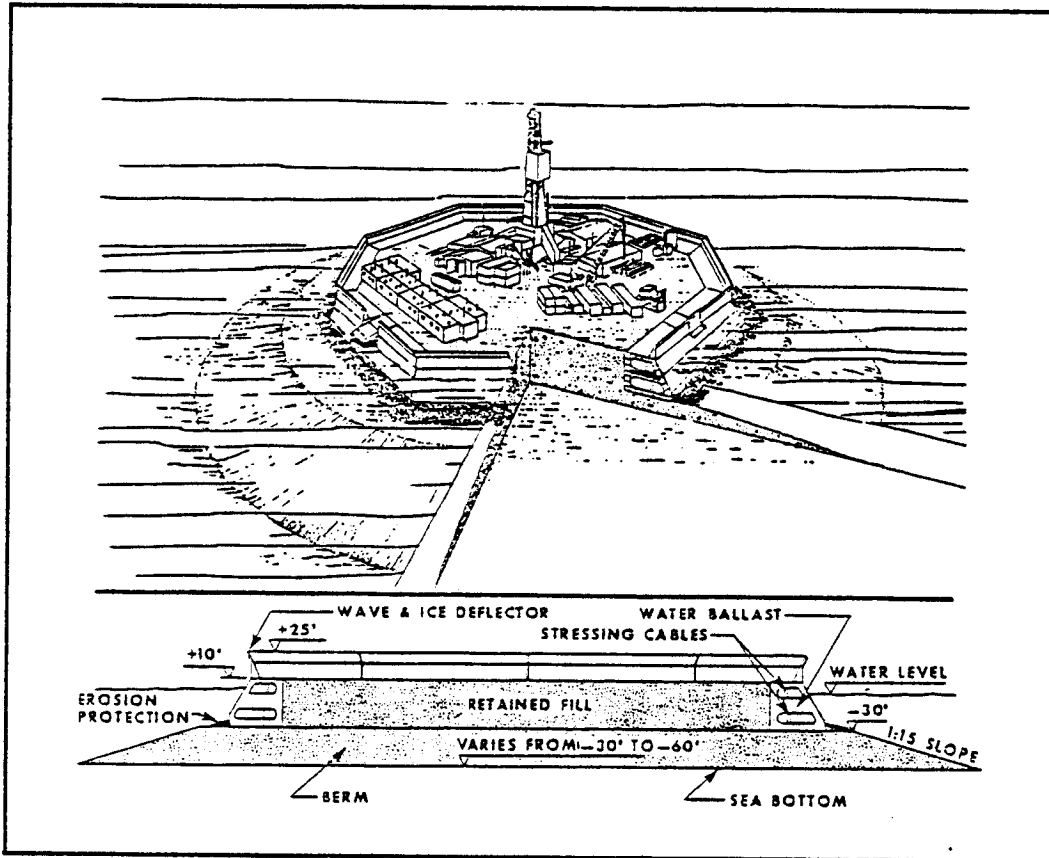 WAVE & ICE DEFLECTOR
WATER BALLAST
+25'
STRESSING CABLES
+10'
WATER LEVEL
EROSION
PROTECTION
RETAINED FILL
-30'
1:15 SLOPE
VARIES FROM -30' TO -60'
BERM
SEA BOTTOM